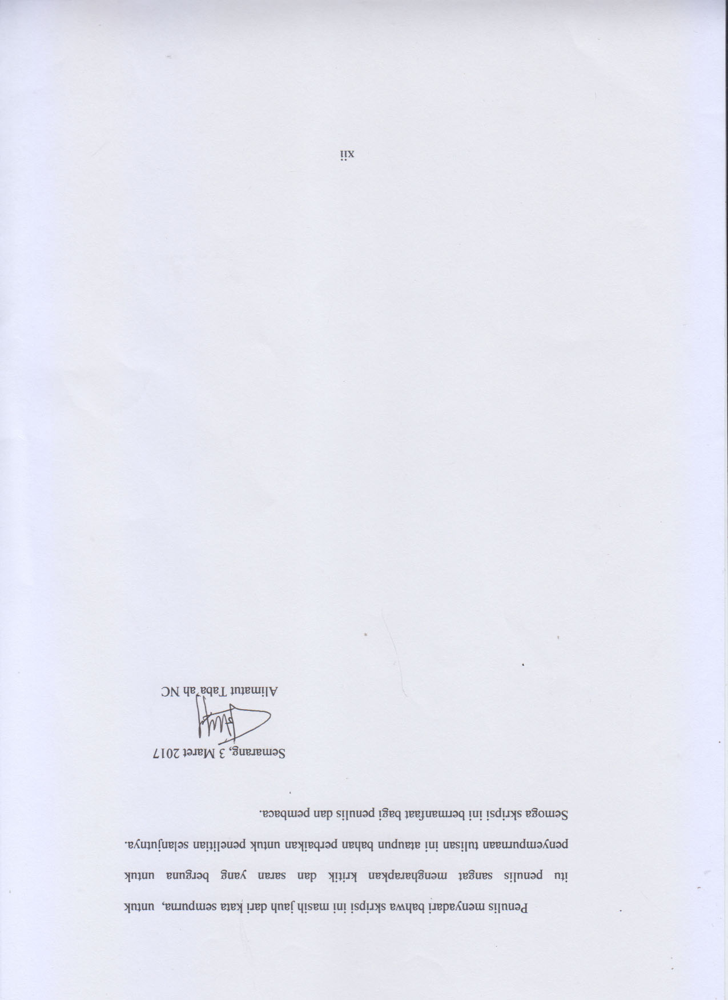 Penulis menyadari bahwa skripsi ini masih jauh dari kata sempurna, untuk
itu penulis sangat mengharapkan kritik dan saran yang berguna untuk
penyempurnaan tulisan ini ataupun bahan perbaikan untuk penelitian selanjutnya.
Semoga skripsi ini bermanfaat bagi penulis dan pembaca.
Semarang, 3 Maret 2017
Alimatut Taba'ah NC
xii